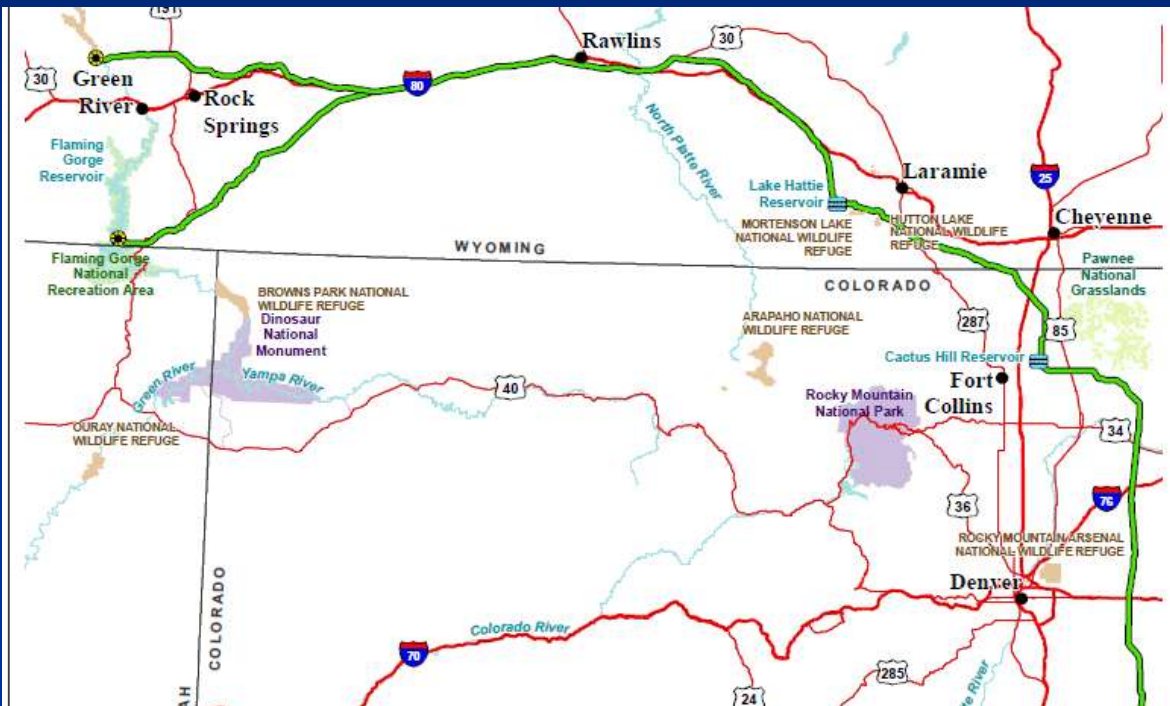 191
Rawlins
30
Green
River
30
80
Rock
Springs
North Platte River
Flaming
Gorge
Reservoir
Laramie
25
Lake Hattie
Reservoir
Cheyenne
MORTENSON LAKE
NATIONAL WILDLIFE
REFUGE
HUTTON LAKE
NATIONAL WILDLIFE
REFUGE
WYOMING
Flaming Gorge
National
Recreation Area
Pawnee
National
Grasslands
COLORADO
BROWNS PARK NATIONAL
WILDLIFE REFUGE
Dinosaur
National
Monument
ARAPAHO NATIONAL
WILDLIFE REFUGE
287
85
Cactus Hill Reservoir
Green River
Yampa River
40
Fort
Collins
Rocky Mountain
National Park
OURAY NATIONAL
WILDLIFE REFUGE
34
76
36
ROCKY MOUNTAIN ARSENAL
NATIONAL WILDLIFE REFUGE
Denver
COLORADO
Colorado River
70
285
24
te River
AH